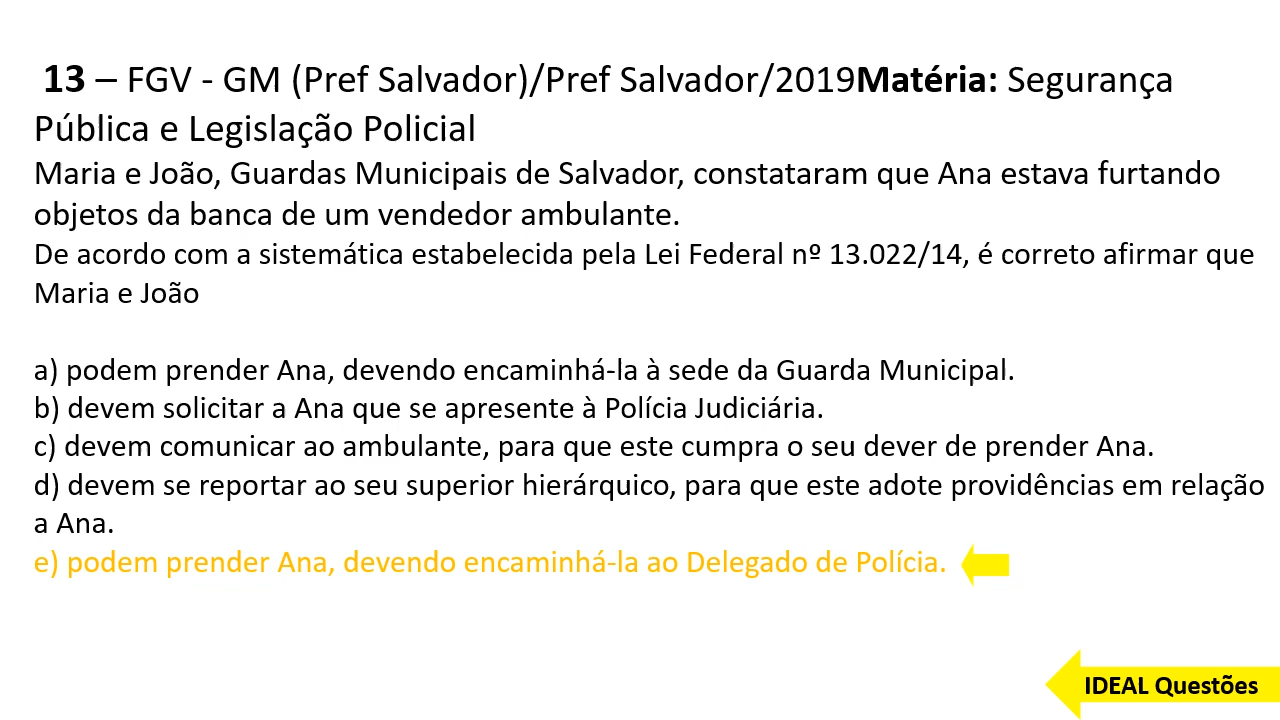 13 – FGV - GM (Pref Salvador)/Pref Salvador/2019Matéria: Segurança
Pública e Legislação Policial
Maria e João, Guardas Municipais de Salvador, constataram que Ana estava furtando
objetos da banca de um vendedor ambulante.
De acordo com a sistemática estabelecida pela Lei Federal nº 13.022/14, é correto afirmar que
Maria e João
a) podem prender Ana, devendo encaminhá-la à sede da Guarda Municipal.
b) devem solicitar a Ana que se apresente à Polícia Judiciária.
c) devem comunicar ao ambulante, para que este cumpra o seu dever de prender Ana.
d) devem se reportar ao seu superior hierárquico, para que este adote providências em relação
a Ana.
e) podem prender Ana, devendo encaminhá-la ao Delegado de Polícia.
IDEAL Questões